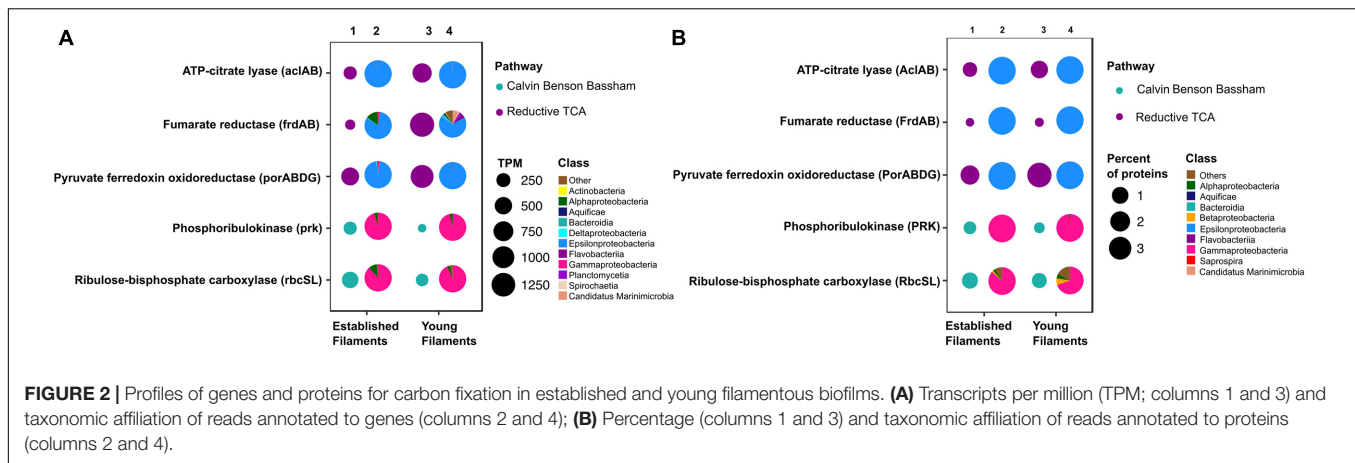 A
1 2 3 4
ATP-citrate lyase (aclAB)
Fumarate reductase (frdAB)
Pyruvate ferredoxin oxidoreductase (porABDG)
Phosphoribulokinase (prk)
Ribulose-bisphosphate carboxylase (rbcSL)
Established
Filaments
Young
Filaments
Pathway
Calvin Benson Bassham
Reductive TCA
TPM
250
500
750
1000
1250
Class
Other
Actinobacteria
Alphaproteobacteria
Aquificae
Bacteroidia
Deltaproteobacteria
Epsilonproteobacteria
Flavobacteriia
Gammaproteobacteria
Planctomycetia
Spirochaetia
Candidatus Marinimicrobia
B
1 2 3 4
ATP-citrate lyase (AclAB)
Fumarate reductase (FrdAB)
Pyruvate ferredoxin oxidoreductase (PorABDG)
Phosphoribulokinase (PRK)
Ribulose-bisphosphate carboxylase (RbcSL)
Established
Filaments
Young
Filaments
Pathway
Calvin Benson Bassham
Reductive TCA
Percent
of proteins
1
2
3
Class
Others
Alphaproteobacteria
Aquificae
Bacteroidia
Betaproteobacteria
Epsilonproteobacteria
Flavobacteriia
Gammaproteobacteria
Saprospira
Candidatus Marinimicrobia
FIGURE 2 | Profiles of genes and proteins for carbon fixation in established and young filamentous biofilms. (A) Transcripts per million (TPM; columns 1 and 3) and
taxonomic affiliation of reads annotated to genes (columns 2 and 4); (B) Percentage (columns 1 and 3) and taxonomic affiliation of reads annotated to proteins
(columns 2 and 4).